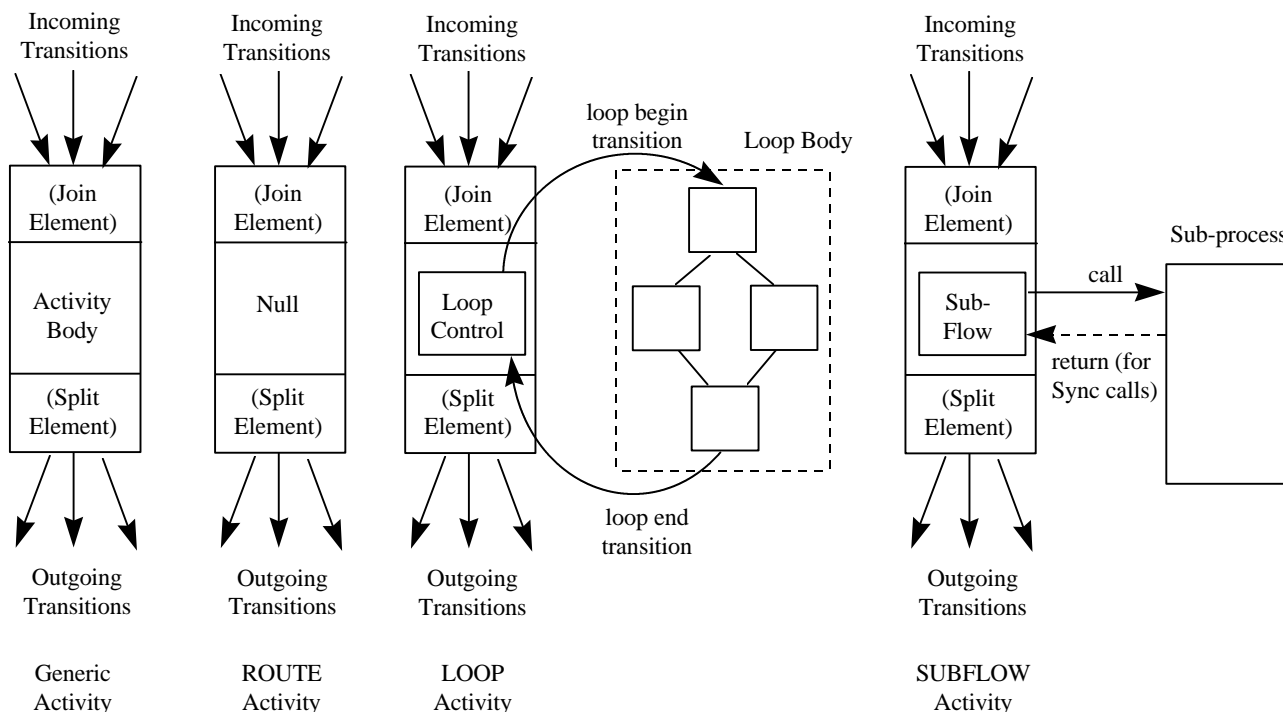 Incoming
Transitions
(Join
Element)
Activity
Body
(Split
Element)
Outgoing
Transitions
Generic
Activity
Incoming
Transitions
(Join
Element)
Null
(Split
Element)
Outgoing
Transitions
ROUTE
Activity
Incoming
Transitions
(Join
Element)
Loop
Control
(Split
Element)
Outgoing
Transitions
LOOP
Activity
loop begin
transition
Loop Body
loop end
transition
Incoming
Transitions
(Join
Element)
Sub-
Flow
(Split
Element)
Outgoing
Transitions
SUBFLOW
Activity
call
return (for
Sync calls)
Sub-process